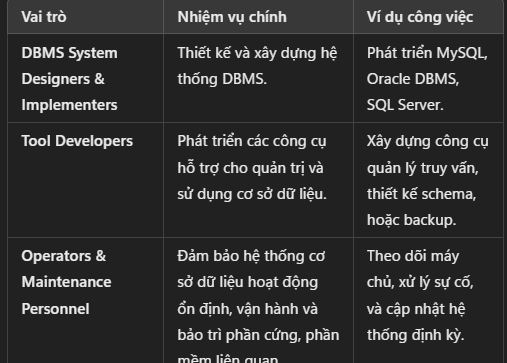 Vai trò
Nhiệm vụ chính
Ví dụ công việc
DBMS System
Designers &
Implementers
Thiết kế và xây dựng hệ
thống DBMS.
Phát triển MySQL,
Oracle DBMS,
SQL Server.
Tool Developers
Phát triển các công cụ
hỗ trợ cho quản trị và
sử dụng cơ sở dữ liệu.
Xây dựng công cụ
quản lý truy vấn,
thiết kế schema,
hoặc backup.
Operators &
Maintenance
Personnel
Đảm bảo hệ thống cơ
sở dữ liệu hoạt động
ổn định, vận hành và
bảo trì phần cứng, phần
mềm liên quan
Theo dõi máy
chủ, xử lý sự cố,
và cập nhật hệ
thống định kỳ.